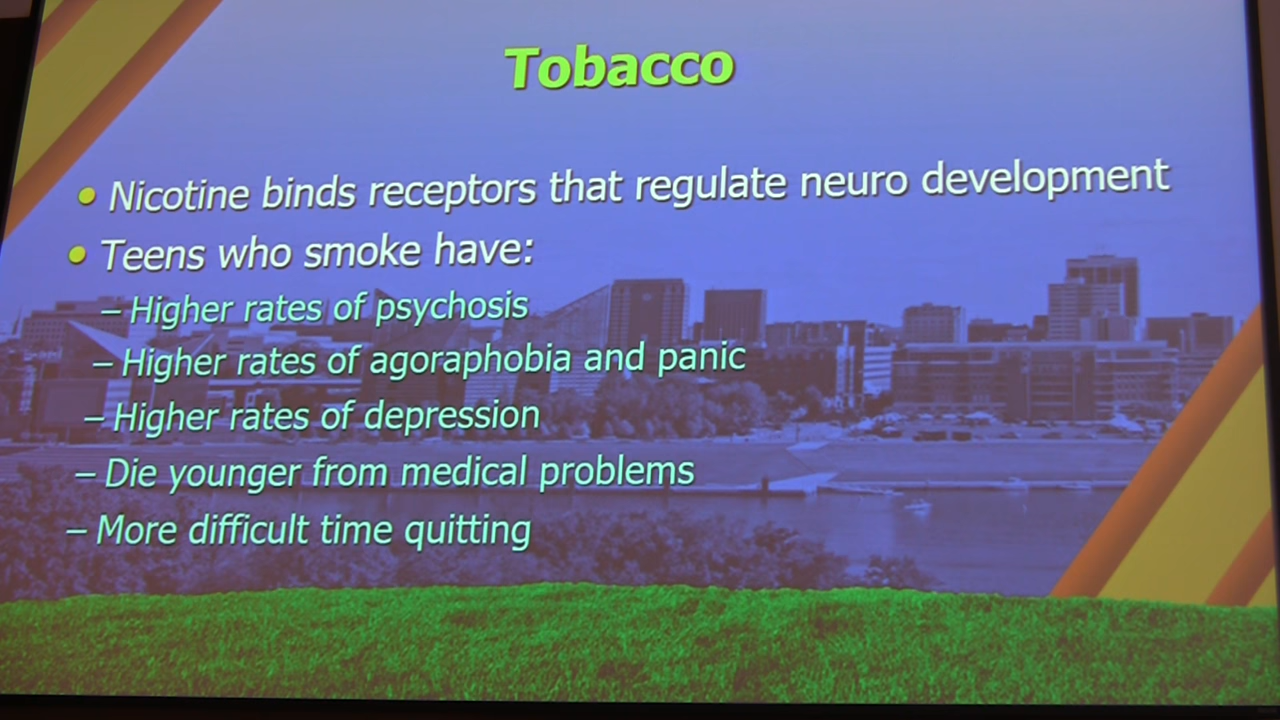 Tobacco
• Nicotine binds receptors that regulate neuro development
• Teens who smoke have:
– Higher rates of psychosis
– Higher rates of agoraphobia and panic
– Higher rates of depression
– Die younger from medical problems
– More difficult time quitting